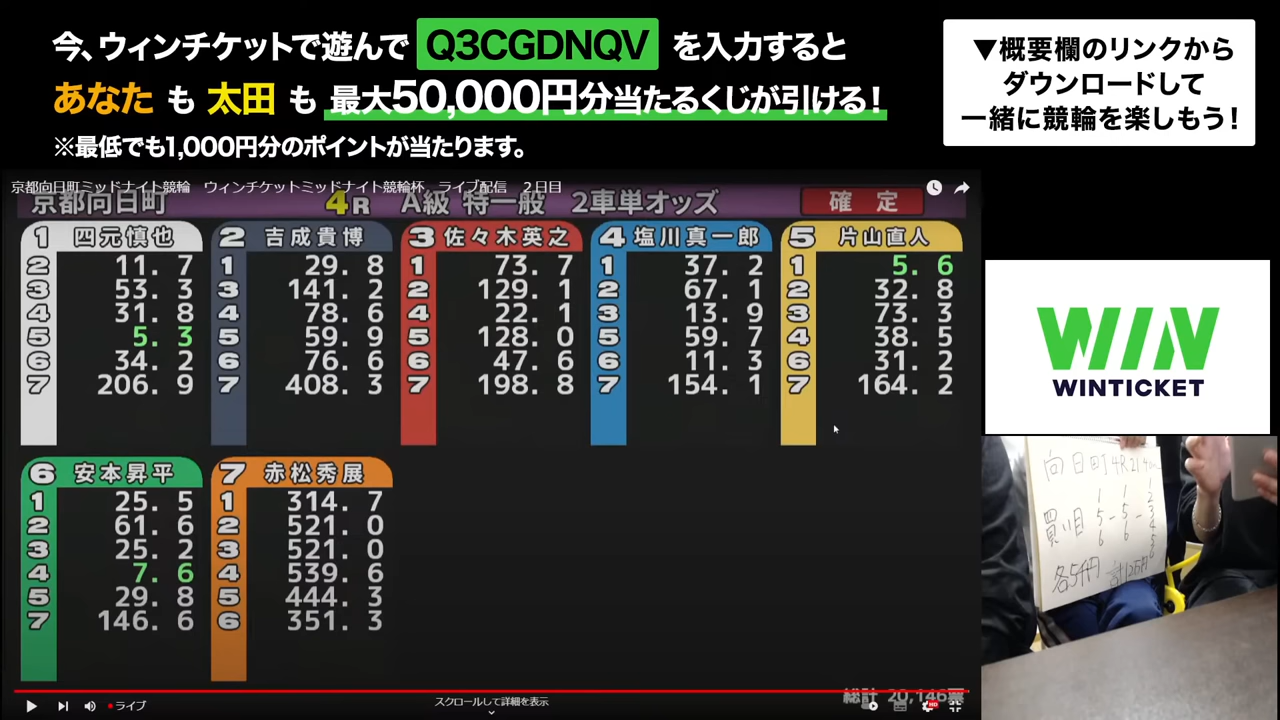 今、ウィンチケットで遊んで Q3CGDNQV を入力すると
あなた も 太田 も 最大50,000円分当たるくじが引ける!
※最低でも1,000円分のポイントが当たります。
▼概要欄のリンクから
ダウンロードして
一緒に競輪を楽しもう!
京都向日町ミッドナイト競輪 ウィンチケットミッドナイト競輪杯 ライブ配信 2日目
京都向日町 4R A級 特一般 2車単オッズ 確定
1 四元慎也
2 11.7
3 53.3
4 31.8
5 5.3
6 34.2
7 206.9
2 吉成貴博
1 29.8
3 141.2
4 78.6
5 59.9
6 76.6
7 408.3
3 佐々木英之
1 73.7
2 129.1
4 22.1
5 128.0
6 47.6
7 198.8
4 塩川真一郎
1 37.2
2 67.1
3 13.9
5 59.7
6 11.3
7 154.1
5 片山直人
1 5.6
2 32.8
3 73.3
4 38.5
6 31.2
7 164.2
6 安本昇平
1 25.5
2 61.6
3 25.2
4 7.6
5 29.8
7 146.6
7 赤松秀展
1 314.7
2 521.0
3 521.0
4 539.6
5 444.3
6 351.3
総計 20,146票
ライブ
スクロールして詳細を表示
HD
WIN
WINTICKET
向日町4R
買い目
各5千円